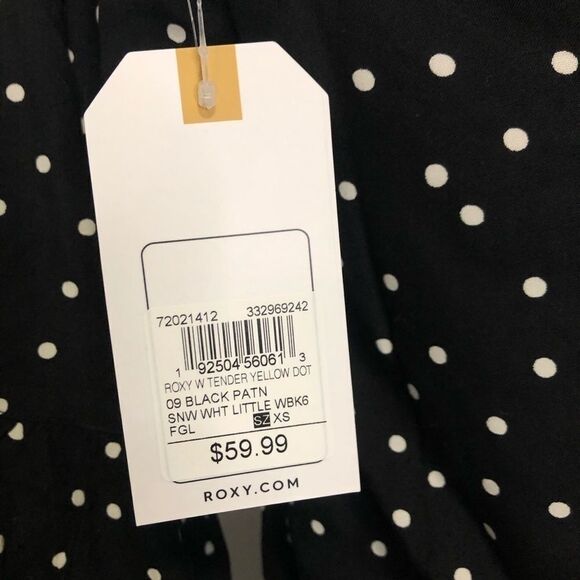 72021412 332969242
1 92504 56061 3
ROXY W TENDER YELLOW DOT
09 BLACK PATN
SNW WHT LITTLE WBK6
FGL SZ XS
$59.99
ROXY.COM